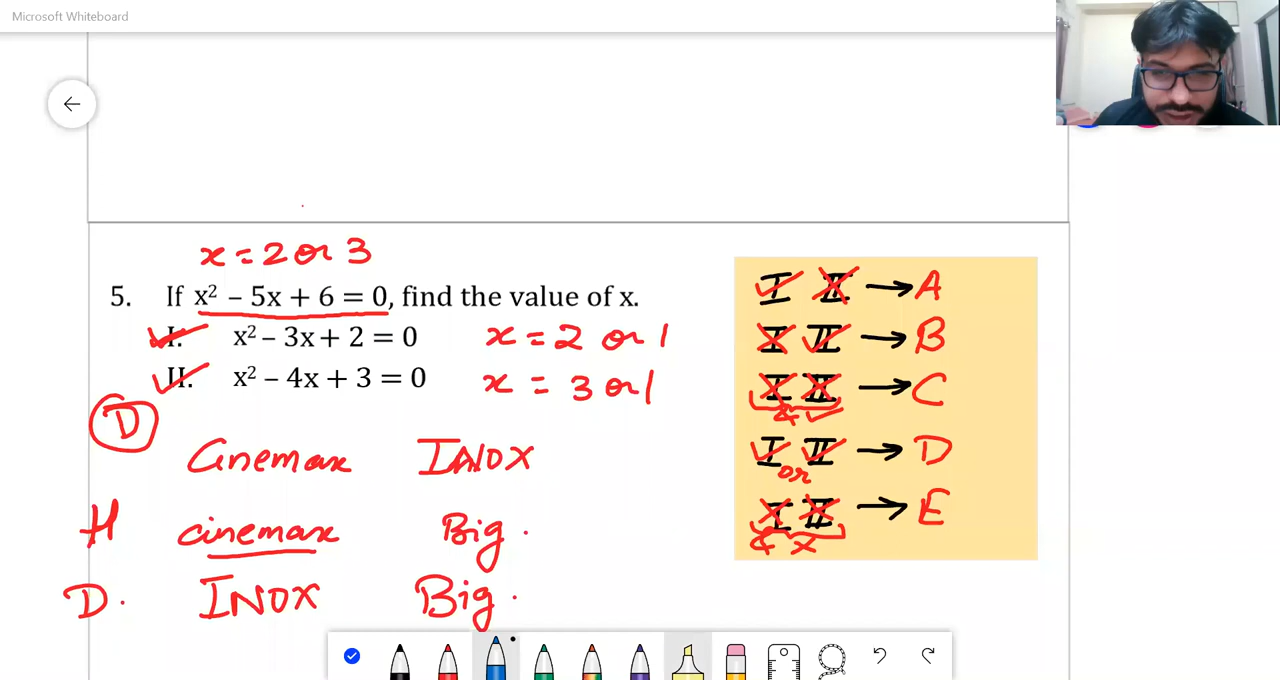 Microsoft Whiteboard
x = 2 or 3
5. If x² – 5x + 6 = 0, find the value of x.
I. x² – 3x + 2 = 0 x = 2 or 1
II. x² – 4x + 3 = 0 x = 3 or 1
D
Cinemax INOX
H cinemax Big.
D. INOX Big.
I II → A
I II → B
I II → C
&
I II → D
or
I II → E
&